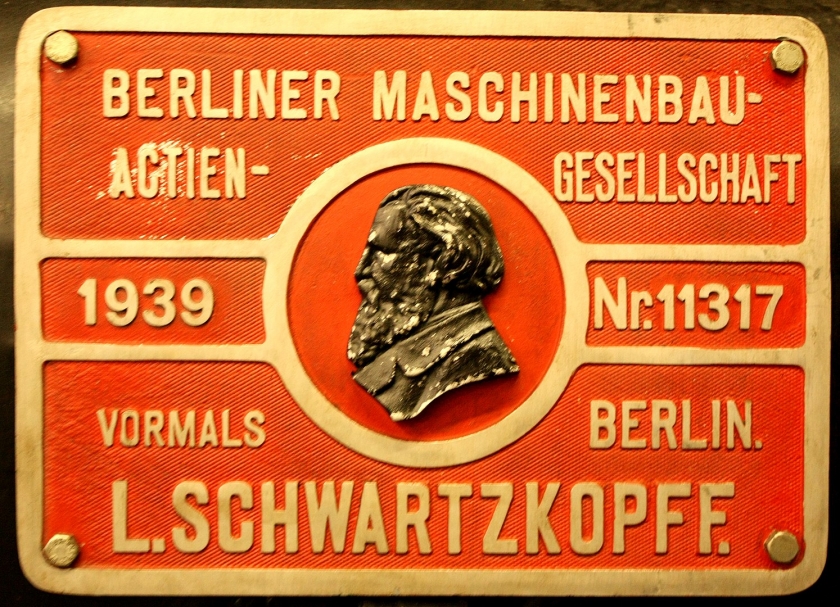 BERLINER MASCHINENBAU-
ACTIEN- GESELLSCHAFT
1939 Nr.11317
VORMALS BERLIN.
L.SCHWARTZKOPFF.